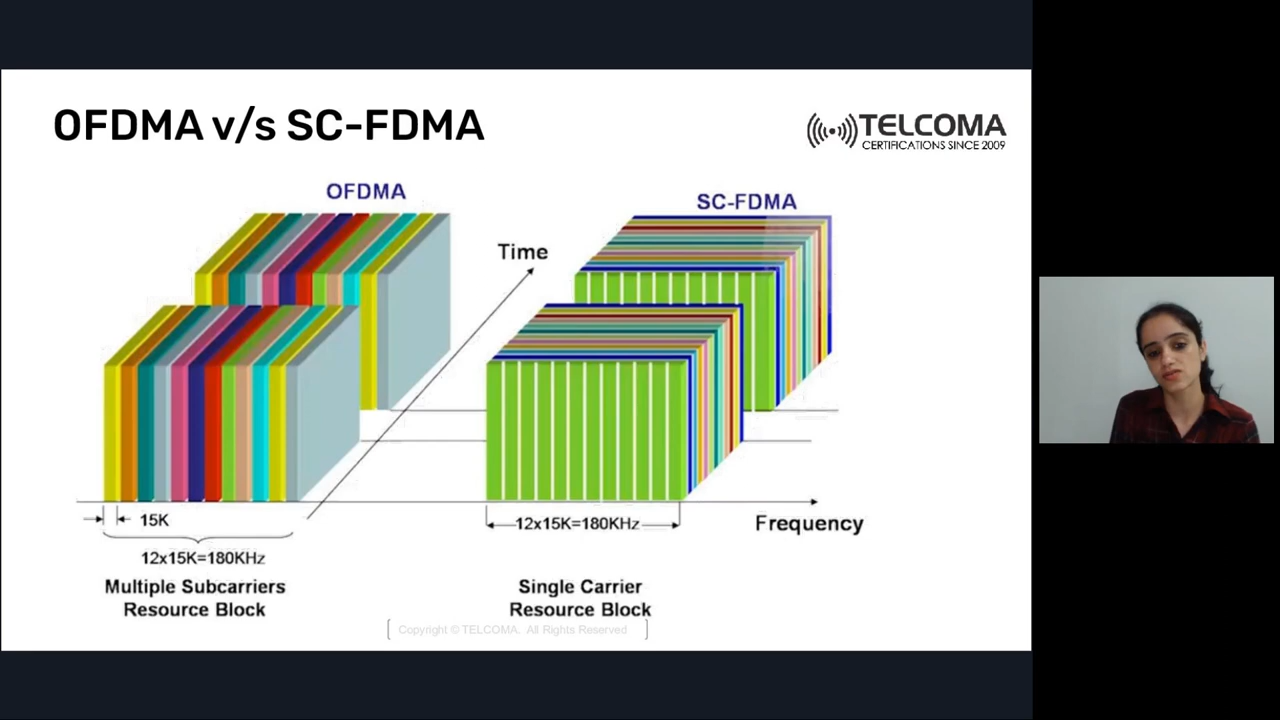 OFDMA v/s SC-FDMA
TELCOMA
CERTIFICATIONS SINCE 2009
OFDMA
SC-FDMA
Time
15K
12x15K=180KHz
12x15K=180KHz
Frequency
Multiple Subcarriers
Resource Block
Single Carrier
Resource Block
Copyright © TELCOMA. All Rights Reserved